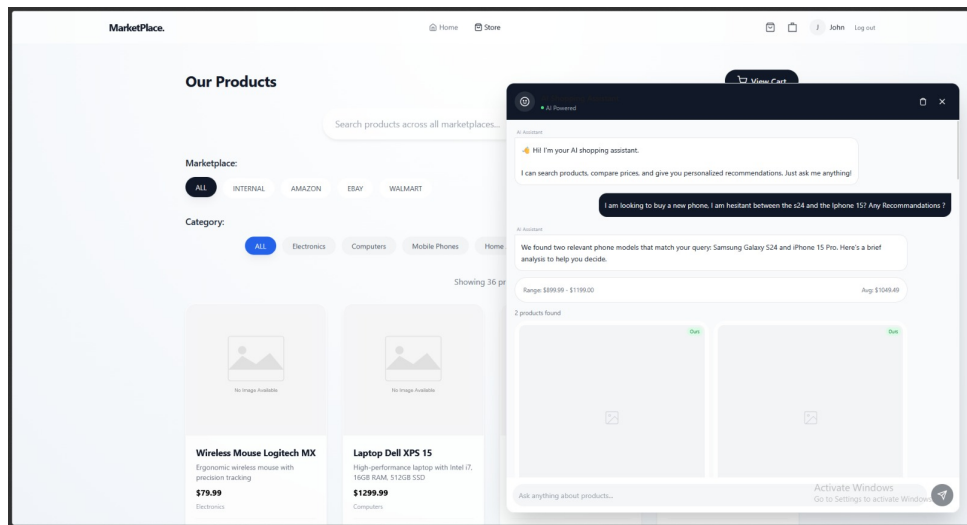 MarketPlace.
Home
Store
J
John
Log out
Our Products
View Cart
Search products across all marketplaces...
Marketplace:
ALL
INTERNAL
AMAZON
EBAY
WALMART
Category:
ALL
Electronics
Computers
Mobile Phones
Home
Showing 36 pr
No Image Available
No Image Available
Wireless Mouse Logitech MX
Ergonomic wireless mouse with
precision tracking
$79.99
Electronics
Laptop Dell XPS 15
High-performance laptop with Intel i7,
16GB RAM, 512GB SSD
$1299.99
Computers
AI Powered
AI Assistant
Hi! I'm your AI shopping assistant.
I can search products, compare prices, and give you personalized recommendations. Just ask me anything!
I am looking to buy a new phone, I am hesitant between the s24 and the Iphone 15? Any Recommandations ?
AI Assistant
We found two relevant phone models that match your query: Samsung Galaxy S24 and iPhone 15 Pro. Here's a brief
analysis to help you decide.
Range: $899.99 - $1199.00
Avg: $1049.49
2 products found
Ours
Ours
Ask anything about products...
Activate Windows
Go to Settings to activate Windows